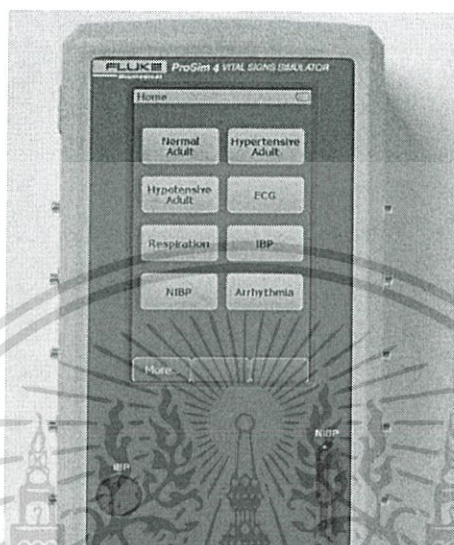 FLUKE
Biomedical
ProSim 4 VITAL SIGNS SIMULATOR
Home
Normal
Adult
Hypertensive
Adult
Hypotensive
Adult
ECG
Respiration
IBP
NIBP
Arrhythmia
More
IBP
NIBP